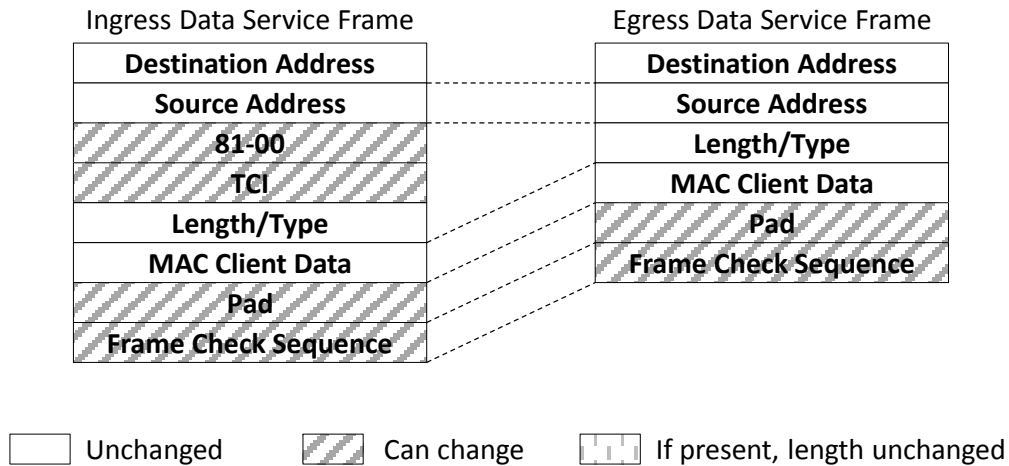 Ingress Data Service Frame
Destination Address
Source Address
81-00
TCI
Length/Type
MAC Client Data
Pad
Frame Check Sequence
Egress Data Service Frame
Destination Address
Source Address
Length/Type
MAC Client Data
Pad
Frame Check Sequence
Unchanged
Can change
If present, length unchanged